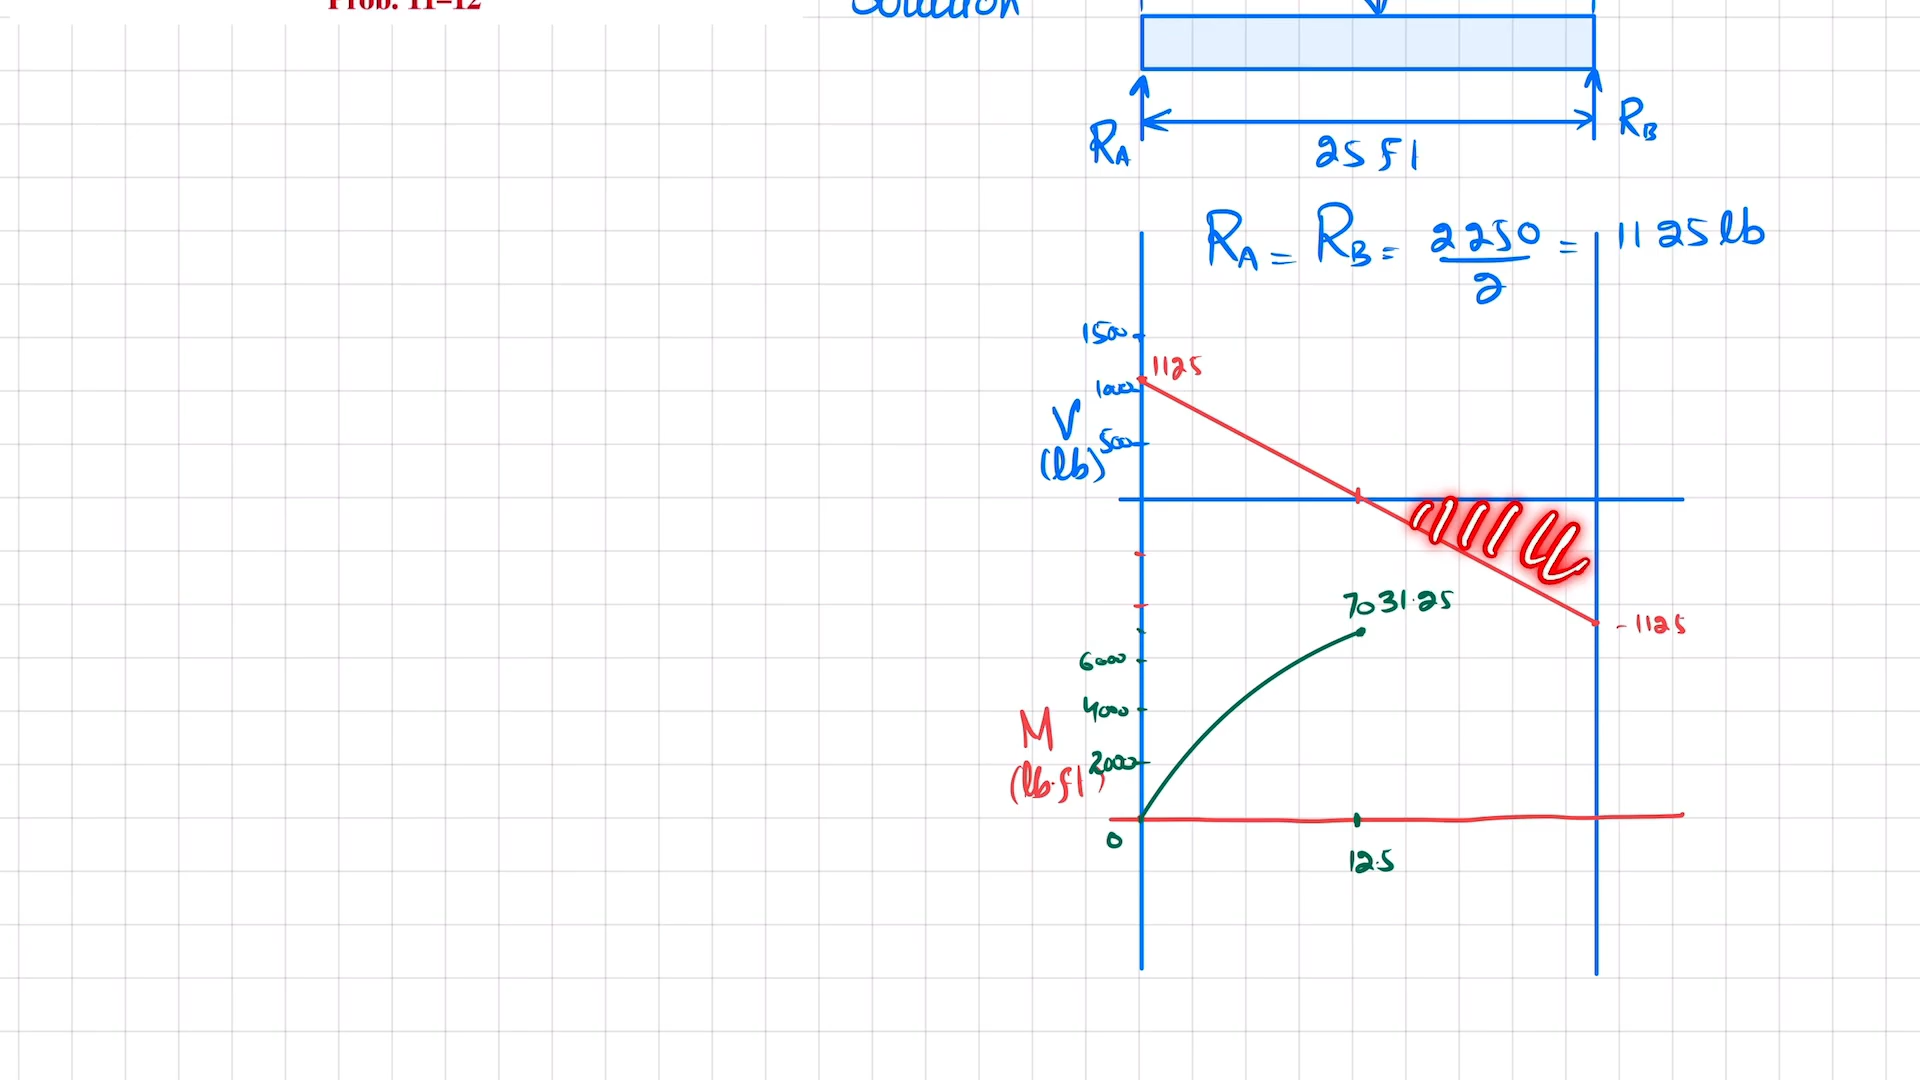 Prob. 11–12
Solution
RA
25 ft
RB
RA = RB = 2250/2 = 1125 lb
1500
1125
1000
V
500
(lb)
7031.25
-1125
6000
4000
M
2000
(lb.ft)
0
12.5